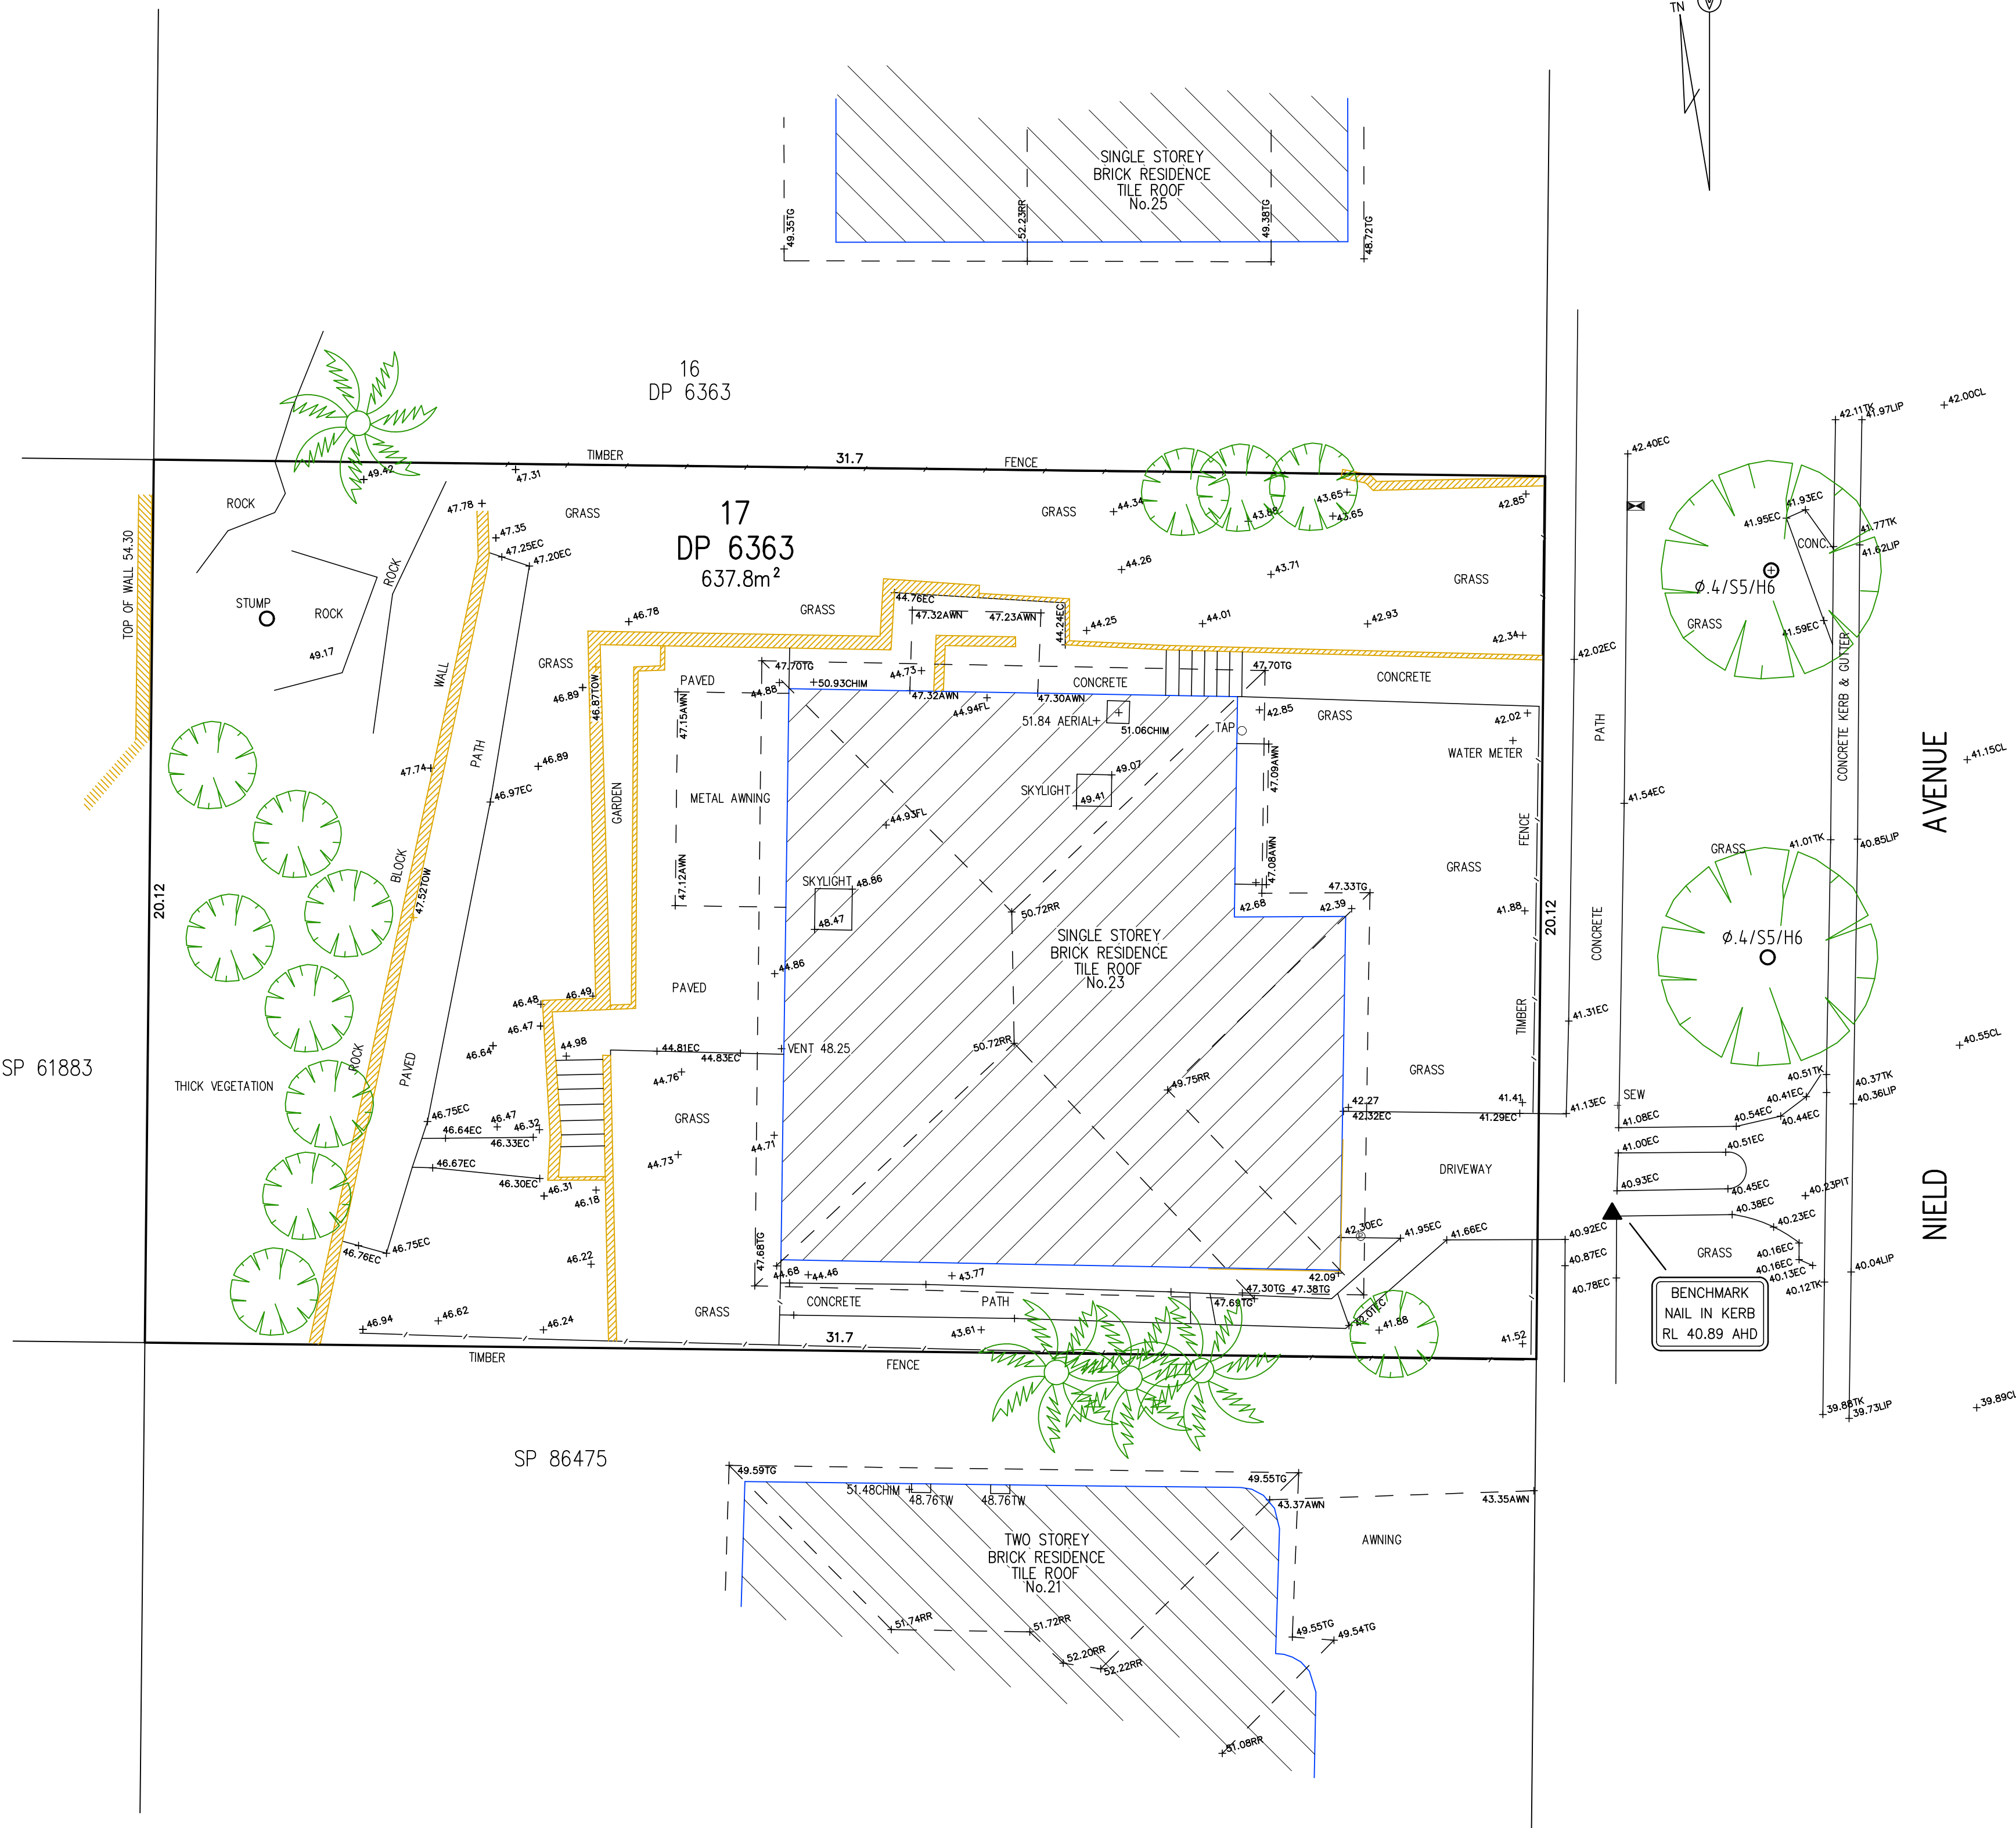 TN
SINGLE STOREY
BRICK RESIDENCE
TILE ROOF
No.25
49.35TG
52.23RR
49.38TG
48.72TG
16
DP 6363
TIMBER
31.7
FENCE
49.42
47.31
ROCK
47.78
GRASS
47.35
47.25EC
47.20EC
17
DP 6363
637.8m²
GRASS
44.34
43.88
43.65
43.65
42.85
44.26
43.71
GRASS
TOP OF WALL 54.30
STUMP
ROCK
ROCK
49.17
46.78
GRASS
44.76EC
47.32AWN
47.23AWN
44.24EC
44.25
44.01
42.93
42.34
GRASS
WALL
46.89
46.87TOW
PAVED
47.70TG
44.88
50.93CHIM
44.73
47.32AWN
44.94FL
47.30AWN
CONCRETE
47.70TG
CONCRETE
51.84 AERIAL
51.06CHIM
TAP
42.85
GRASS
42.02
WATER METER
47.15AWN
PATH
47.74
46.89
46.97EC
GARDEN
METAL AWNING
47.12AWN
44.93FL
SKYLIGHT
49.07
49.41
47.09AWN
47.08AWN
FENCE
GRASS
BLOCK
47.52TOW
SKYLIGHT
48.86
48.47
50.72RR
42.68
47.33TG
42.39
41.88
20.12
20.12
SINGLE STOREY
BRICK RESIDENCE
TILE ROOF
No.23
44.86
PAVED
46.48
46.49
46.47
46.64
44.98
44.81EC
44.83EC
VENT 48.25
50.72RR
49.75RR
TIMBER
GRASS
SP 61883
THICK VEGETATION
ROCK
PAVED
44.76
GRASS
44.71
44.73
46.75EC
46.64EC
46.47
46.32
46.33EC
46.67EC
46.30EC
46.31
46.18
42.27
42.32EC
41.41
41.29EC
DRIVEWAY
46.76EC
46.75EC
46.22
47.68TG
44.68
44.46
43.77
42.30EC
41.95EC
41.66EC
42.09
47.30TG
47.38TG
47.69TG
42.01EC
41.88
41.52
46.94
46.62
46.24
GRASS
CONCRETE
PATH
43.61
31.7
TIMBER
FENCE
SP 86475
49.59TG
51.48CHIM
48.76TW
48.76TW
49.55TG
43.37AWN
43.35AWN
AWNING
TWO STOREY
BRICK RESIDENCE
TILE ROOF
No.21
51.74RR
51.72RR
52.20RR
52.22RR
49.55TG
49.54TG
51.08RR
42.40EC
42.11TK
41.97LIP
42.00CL
41.95EC
41.93EC
CONC.
41.77TK
41.62LIP
Ø.4/S5/H6
GRASS
41.59EC
42.02EC
PATH
CONCRETE KERB & GUTTER
41.54EC
GRASS
41.01TK
40.85LIP
41.15CL
AVENUE
CONCRETE
Ø.4/S5/H6
41.31EC
40.55CL
SEW
41.13EC
41.08EC
40.54EC
40.41EC
40.44EC
40.51TK
40.37TK
40.36LIP
41.00EC
40.51EC
40.93EC
40.45EC
40.38EC
40.23PIT
40.23EC
NIELD
40.92EC
40.87EC
40.78EC
GRASS
40.16EC
40.16EC
40.13EC
40.12TK
40.04LIP
BENCHMARK
NAIL IN KERB
RL 40.89 AHD
39.88TK
39.73LIP
39.89CL